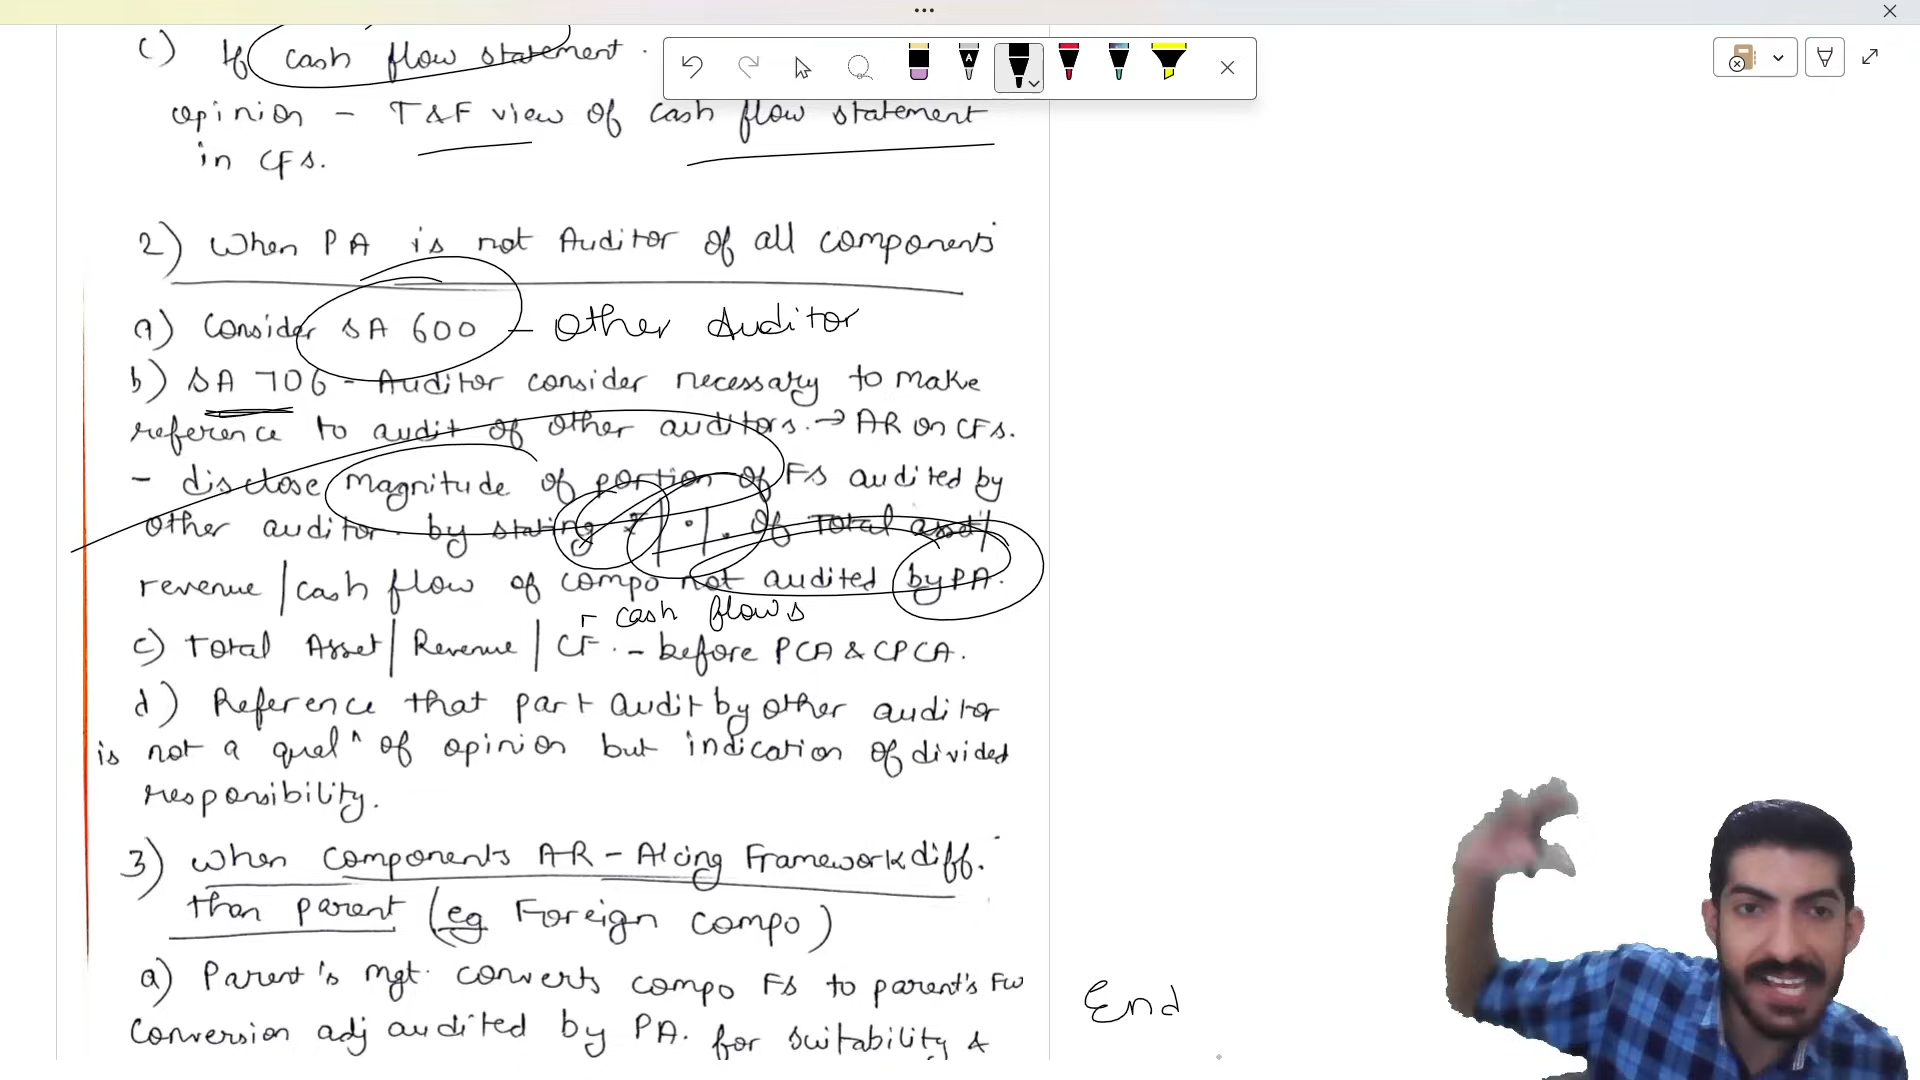 c) If cash flow statement.
opinion - T&F view of cash flow statement
in CFS.
2) When PA is not Auditor of all components
a) Consider SA 600 - Other Auditor
b) SA 706 - Auditor consider necessary to make
reference to audit of other auditors. → AR on CFS.
- disclose magnitude of portion of FS audited by
other auditor by stating ₹/%. of total asset/
revenue/cash flow of compo not audited by PA.
- cash flows
c) Total Asset/Revenue/CF. - before PCA & CPCA.
d) Reference that part audit by other auditor
is not a qualⁿ of opinion but indication of divided
responsibility.
3) When components AR - A/cing Framework diff.
than parent (eg Foreign compo)
a) Parent's mgt. converts compo FS to parent's FW
conversion adj audited by PA. for suitability &
End